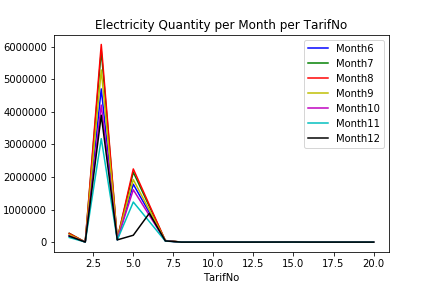 Electricity Quantity per Month per TarifNo
6000000
5000000
4000000
3000000
2000000
1000000
0
Month6
Month7
Month8
Month9
Month10
Month11
Month12
2.5 5.0 7.5 10.0 12.5 15.0 17.5 20.0
TarifNo